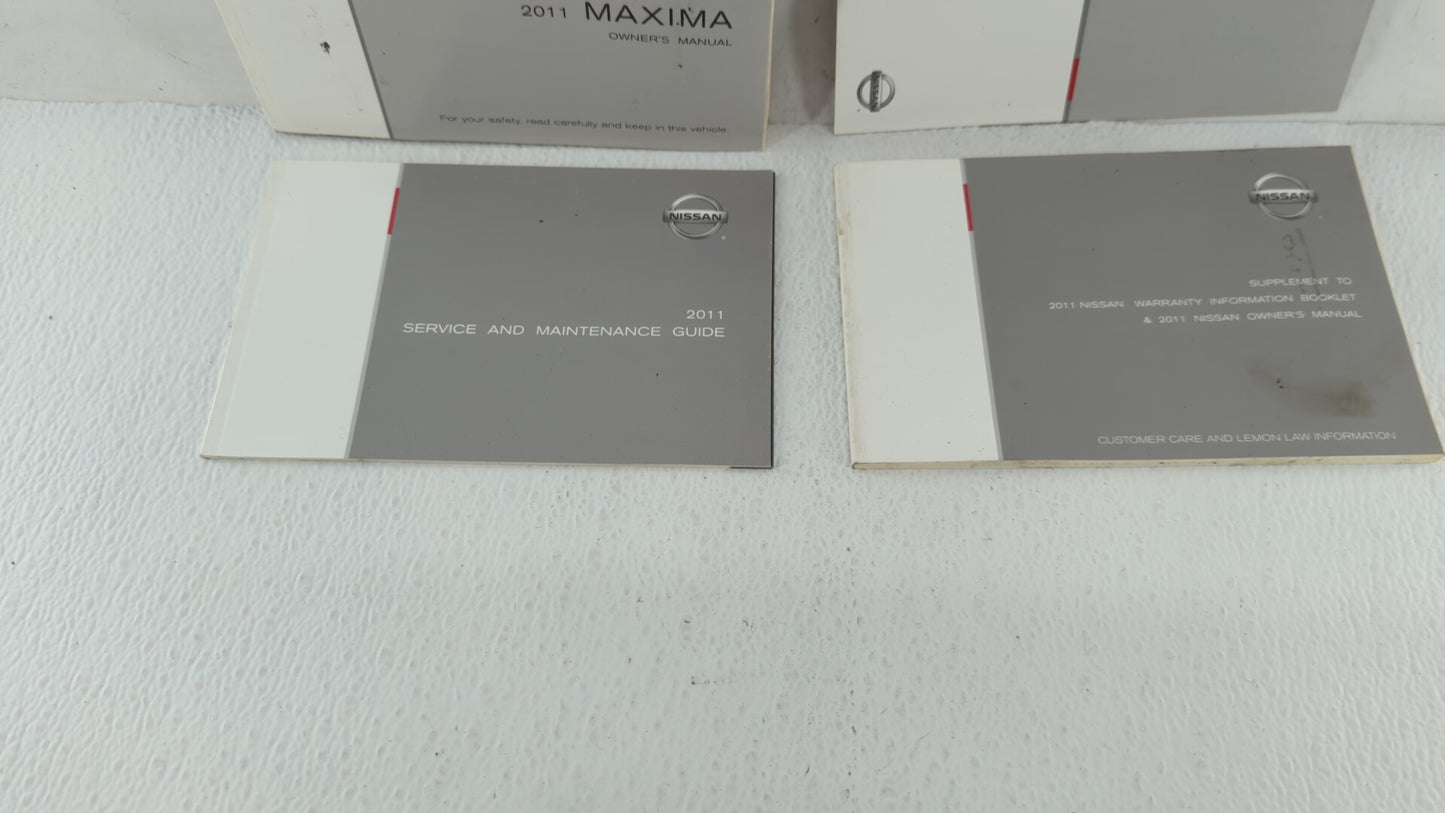 2011 MAXIMA
OWNER'S MANUAL
For your safety, read carefully and keep in this vehicle.
NISSAN
NISSAN
2011
SERVICE AND MAINTENANCE GUIDE
NISSAN
SUPPLEMENT TO
2011 NISSAN WARRANTY INFORMATION BOOKLET
& 2011 NISSAN OWNER'S MANUAL
CUSTOMER CARE AND LEMON LAW INFORMATION